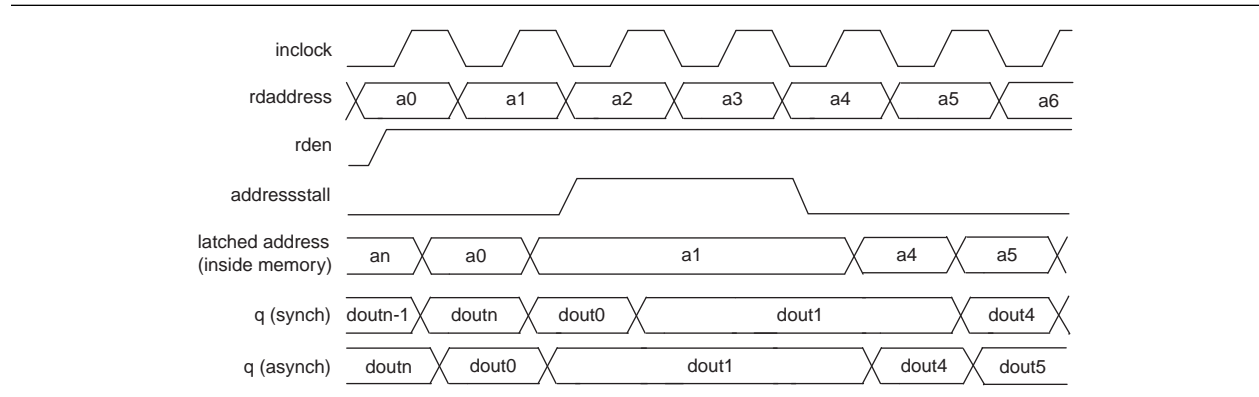 inclock
rdaddress a0 a1 a2 a3 a4 a5 a6
rden
addressstall
latched address
(inside memory) an a0 a1 a4 a5
q (synch) doutn-1 doutn dout0 dout1 dout4
q (asynch) doutn dout0 dout1 dout4 dout5